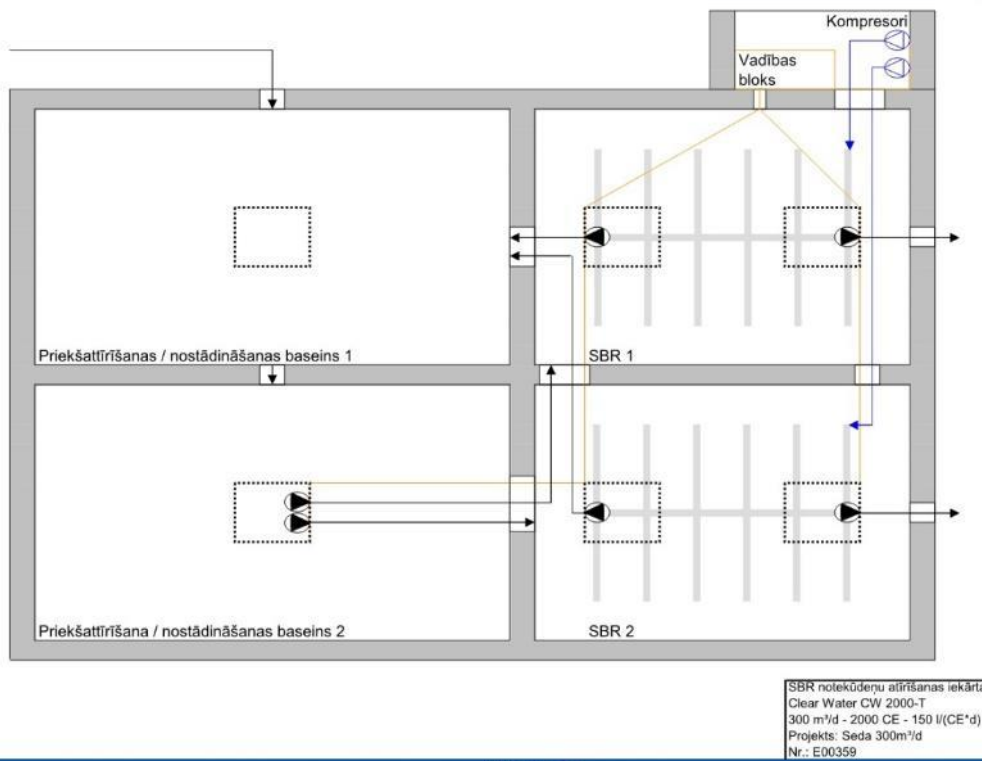 Kompresori
Vadības
bloks
Priekšattīrīšanas / nostādināšanas baseins 1
SBR 1
Priekšattīrīšana / nostādināšanas baseins 2
SBR 2
SBR notekūdeņu atīrīšanas iekārta
Clear Water CW 2000-T
300 m³/d - 2000 CE - 150 l/(CE*d)
Projekts: Seda 300m³/d
Nr.: E00359